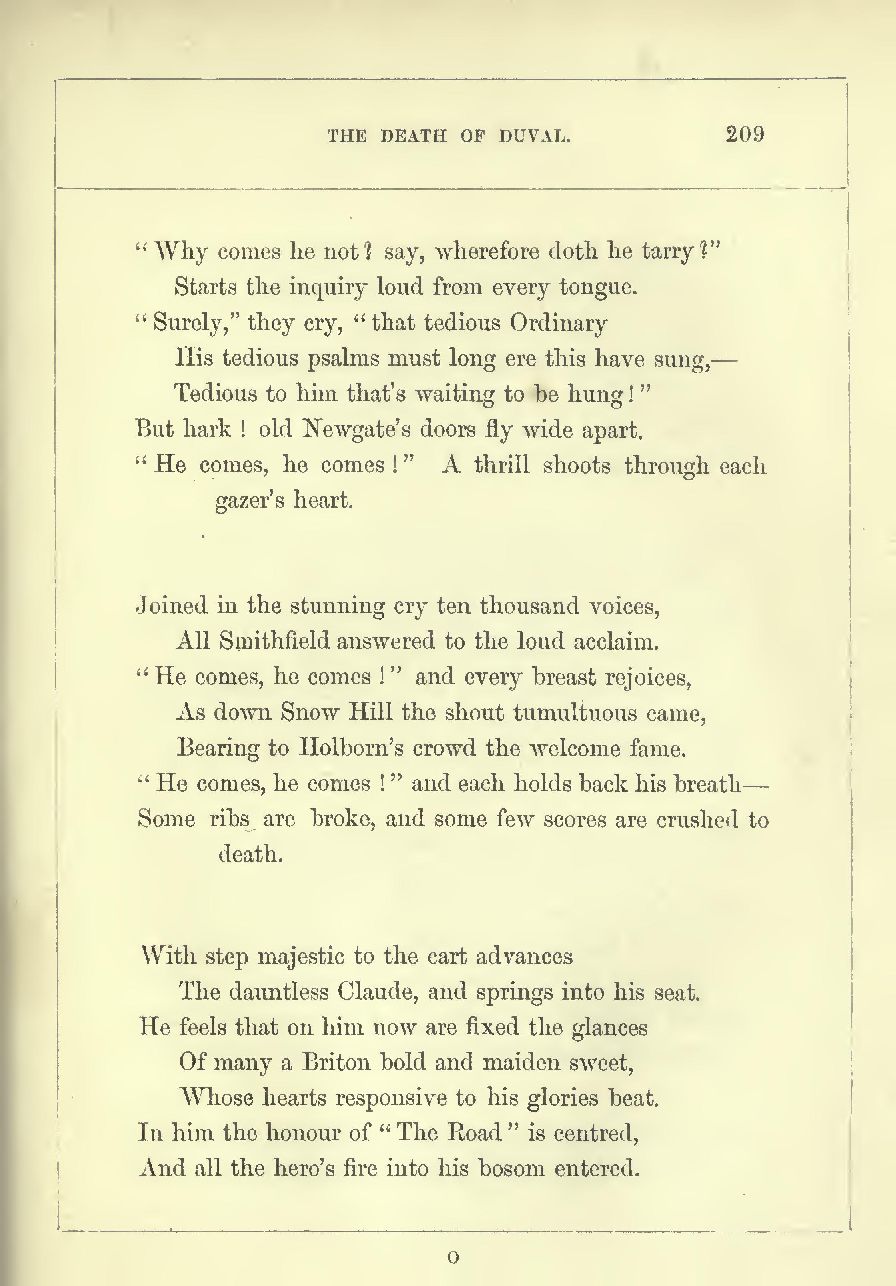 THE DEATH OF DUVAL. 209
“Why comes he not? say, wherefore doth he tarry?”
Starts the inquiry loud from every tongue.
“Surely,” they cry, “that tedious Ordinary
His tedious psalms must long ere this have sung,—
Tedious to him that’s waiting to be hung!”
But hark! old Newgate’s doors fly wide apart.
“He comes, he comes!” A thrill shoots through each
gazer’s heart.
Joined in the stunning cry ten thousand voices,
All Smithfield answered to the loud acclaim.
“He comes, he comes!” and every breast rejoices,
As down Snow Hill the shout tumultuous came,
Bearing to Holborn’s crowd the welcome fame.
“He comes, he comes!” and each holds back his breath—
Some ribs are broke, and some few scores are crushed to
death.
With step majestic to the cart advances
The dauntless Claude, and springs into his seat.
He feels that on him now are fixed the glances
Of many a Briton bold and maiden sweet,
Whose hearts responsive to his glories beat.
In him the honour of “The Road” is centred,
And all the hero’s fire into his bosom entered.
O